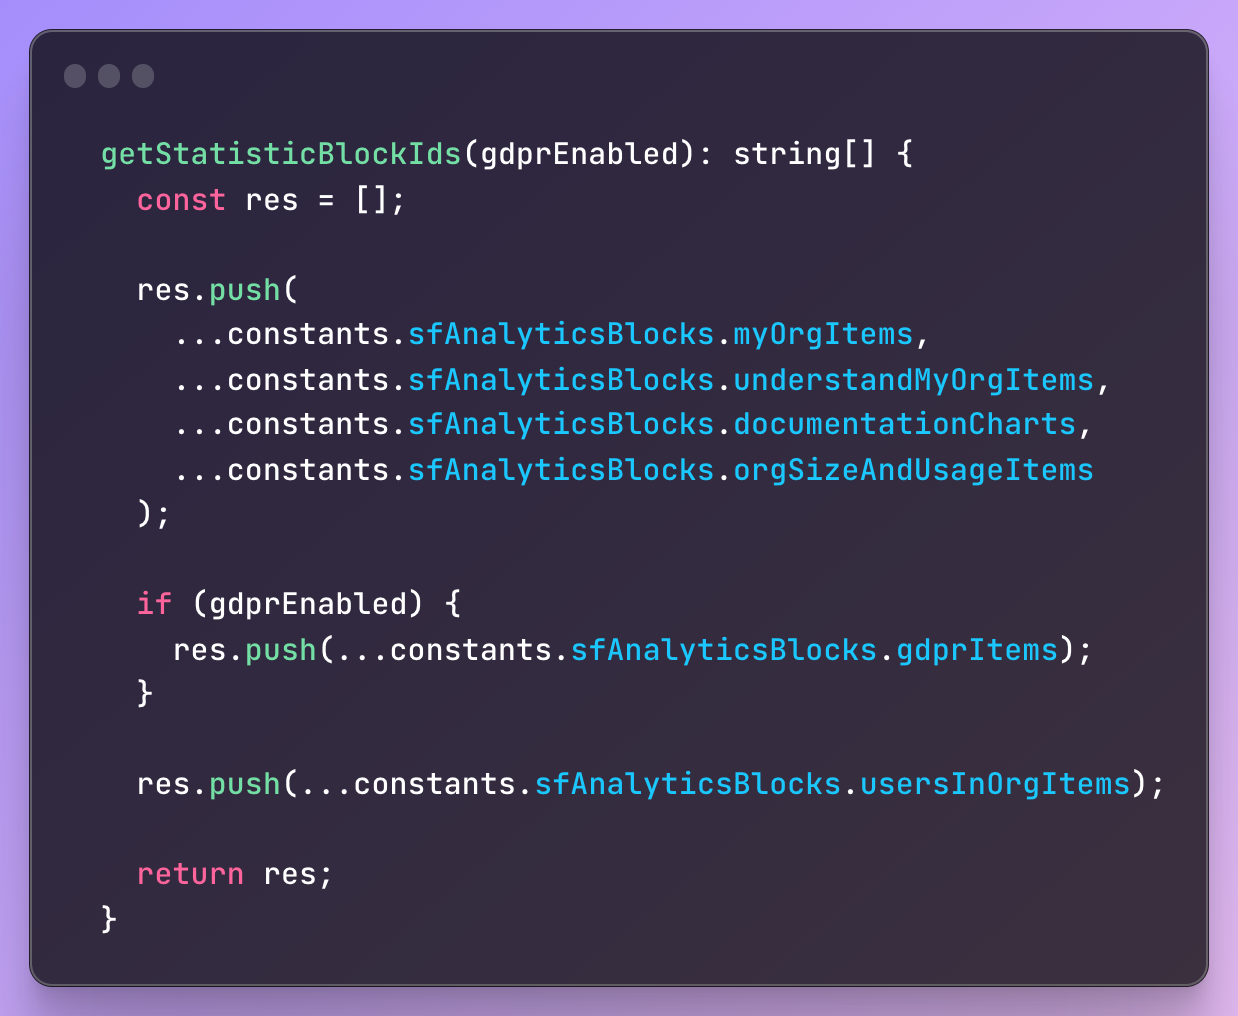 getStatisticBlockIds(gdprEnabled): string[] {
  const res = [];

  res.push(
    ...constants.sfAnalyticsBlocks.myOrgItems,
    ...constants.sfAnalyticsBlocks.understandMyOrgItems,
    ...constants.sfAnalyticsBlocks.documentationCharts,
    ...constants.sfAnalyticsBlocks.orgSizeAndUsageItems
  );

  if (gdprEnabled) {
    res.push(...constants.sfAnalyticsBlocks.gdprItems);
  }

  res.push(...constants.sfAnalyticsBlocks.usersInOrgItems);

  return res;
}